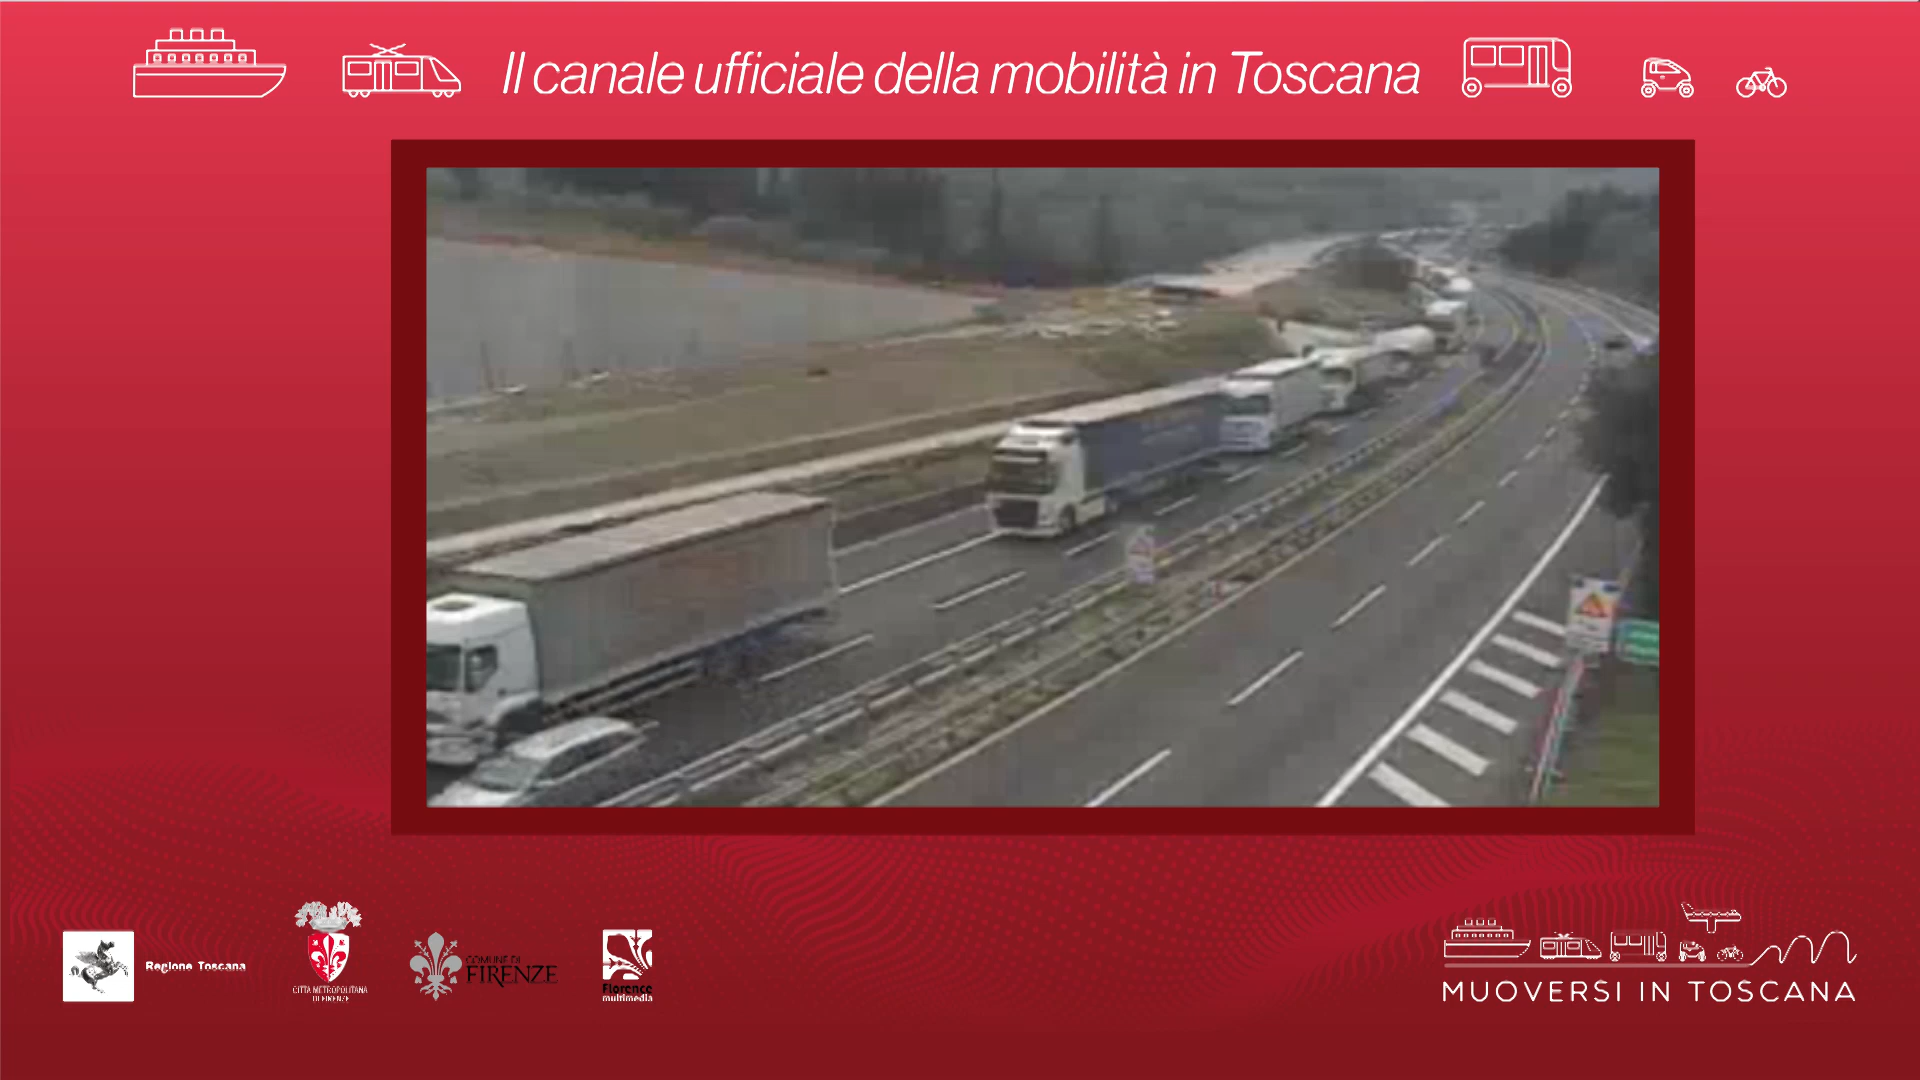 Il canale ufficiale della mobilità in Toscana
Regione Toscana
CITTÀ METROPOLITANA
DI FIRENZE
COMUNE DI
FIRENZE
Florence
multimedia
MUOVERSI IN TOSCANA